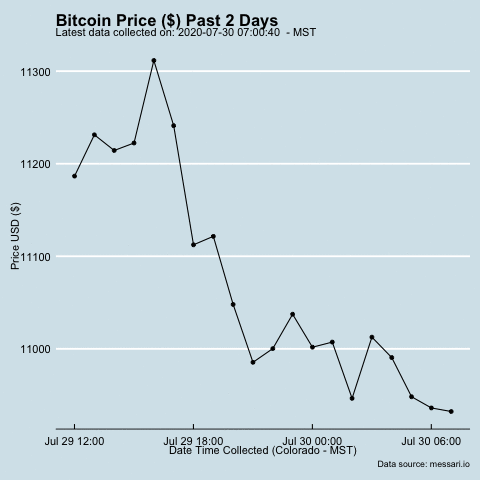 Bitcoin Price ($) Past 2 Days
Latest data collected on: 2020-07-30 07:00:40 - MST
11300
11200
11100
11000
Price USD ($)
Jul 29 12:00 Jul 29 18:00 Jul 30 00:00 Jul 30 06:00
Date Time Collected (Colorado - MST)
Data source: messari.io